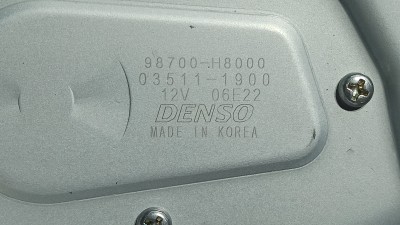 98700-H8000
03511-1900
12V 06E22
DENSO
MADE IN KOREA